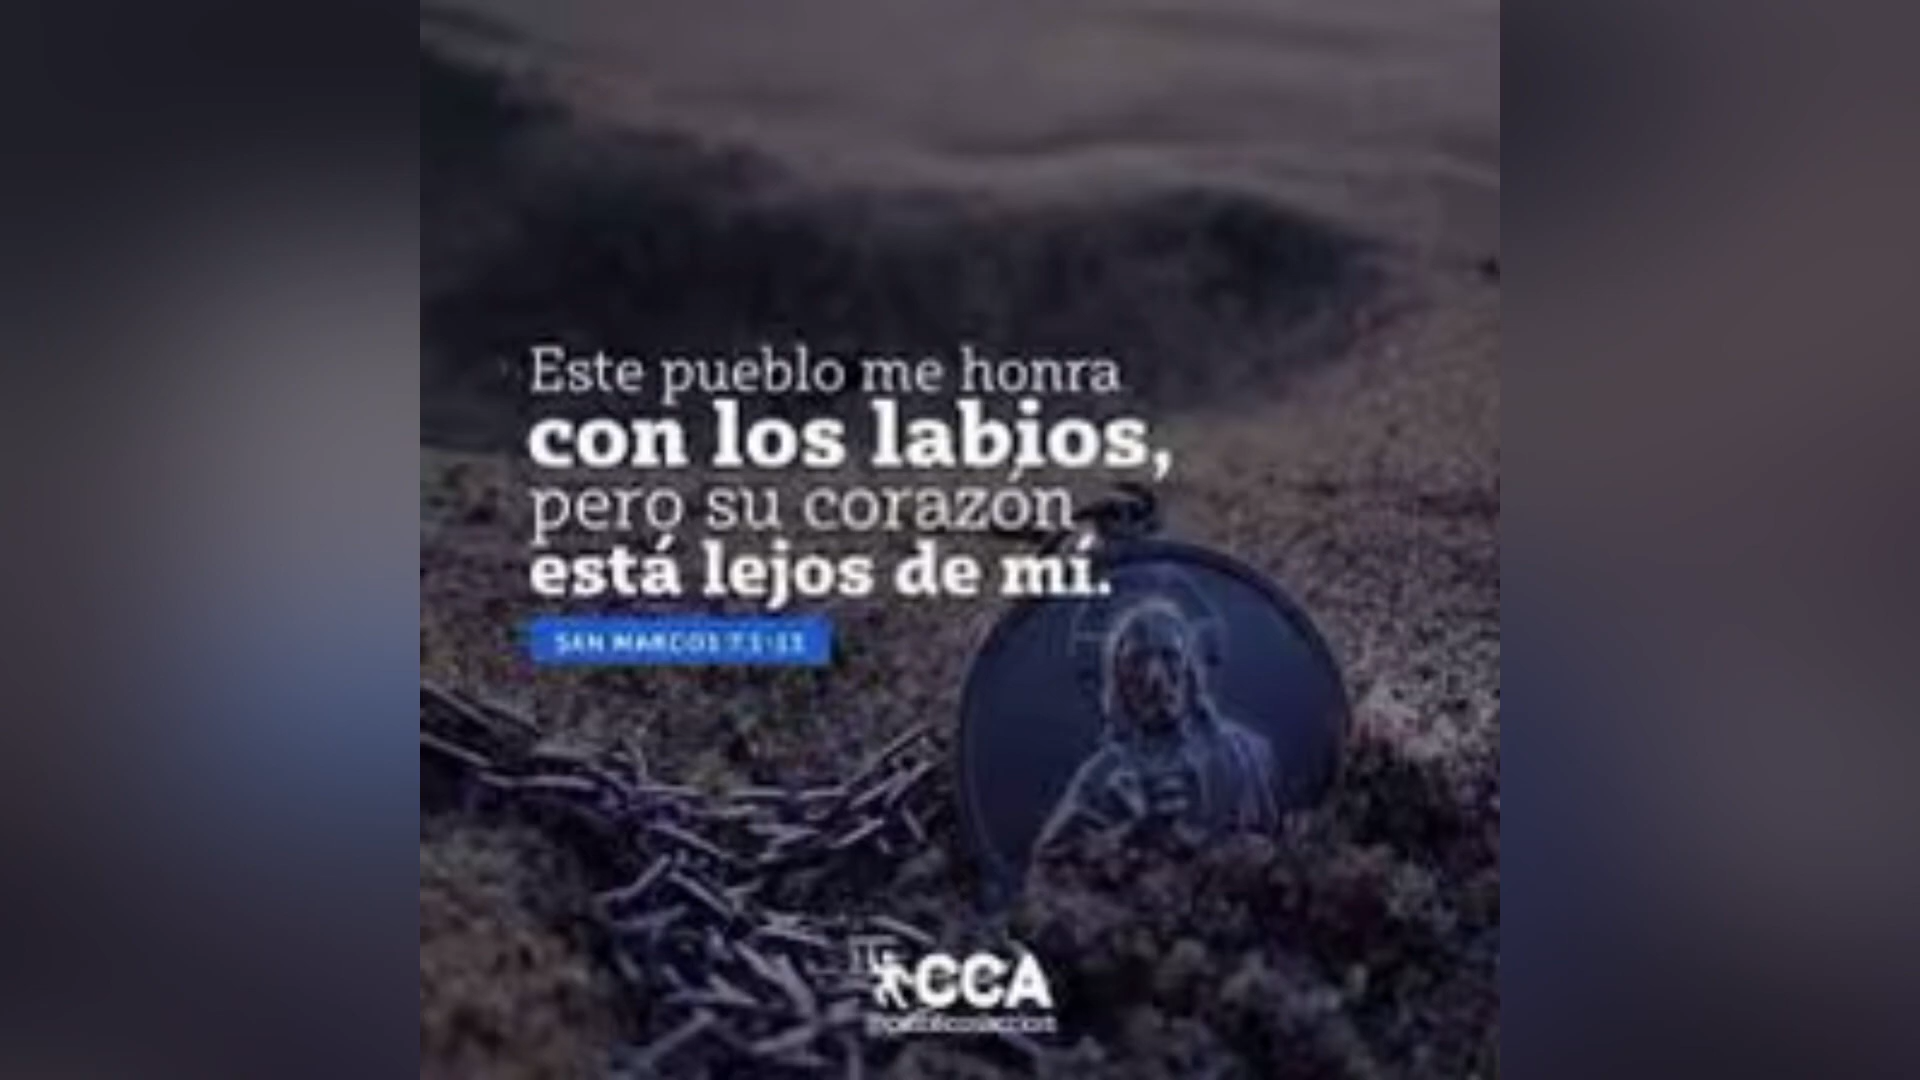 Este pueblo me honra
con los labios,
pero su corazón
está lejos de mí.
SAN MARCOS 7,1-13
CCA